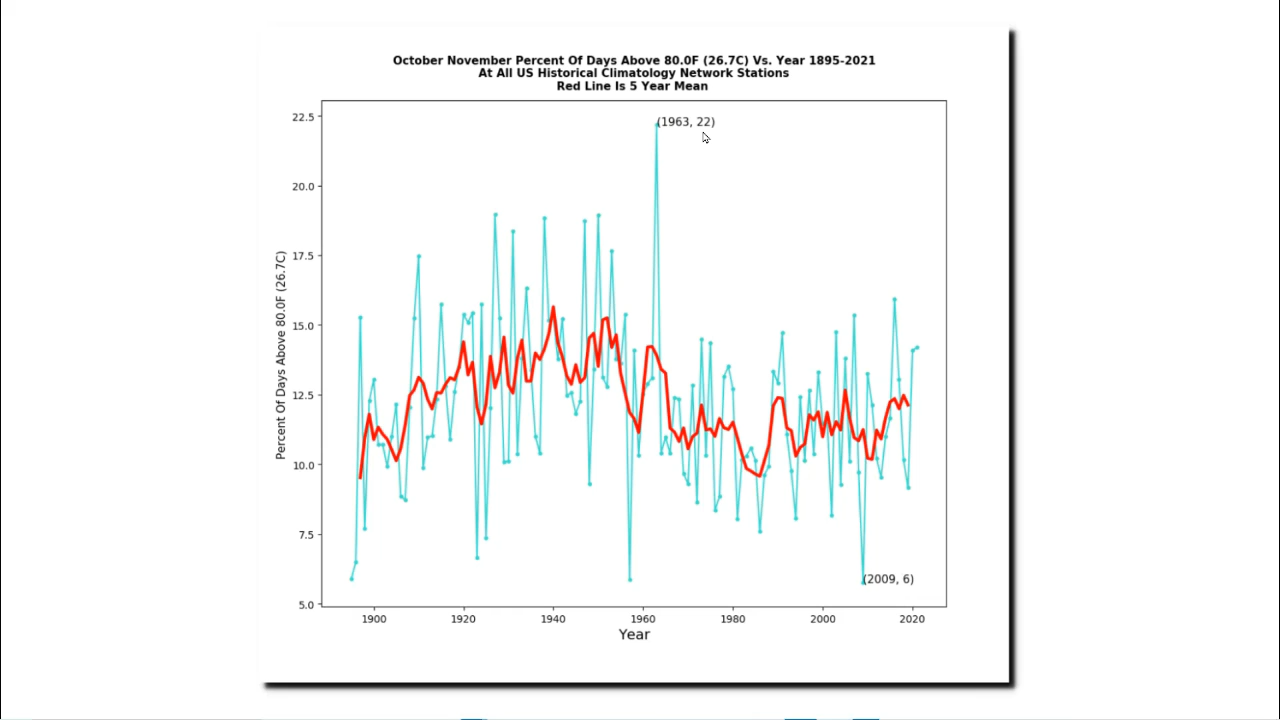 October November Percent Of Days Above 80.0F (26.7C) Vs. Year 1895-2021
At All US Historical Climatology Network Stations
Red Line Is 5 Year Mean
22.5
(1963, 22)
20.0
17.5
15.0
12.5
10.0
7.5
5.0
Percent Of Days Above 80.0F (26.7C)
(2009, 6)
1900 1920 1940 1960 1980 2000 2020
Year